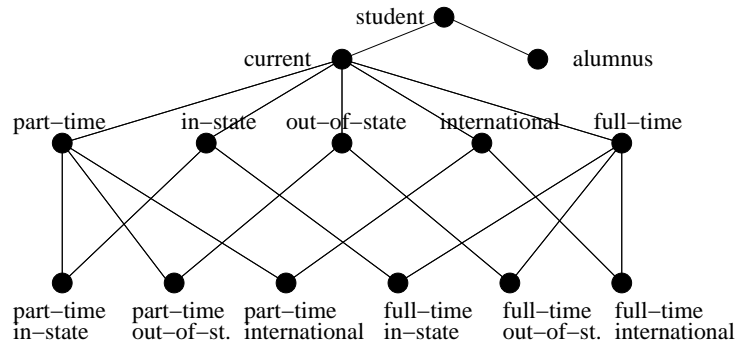 student
current
alumnus
part-time
in-state
out-of-state
international
full-time
part-time
in-state
part-time
out-of-st.
part-time
international
full-time
in-state
full-time
out-of-st.
full-time
international